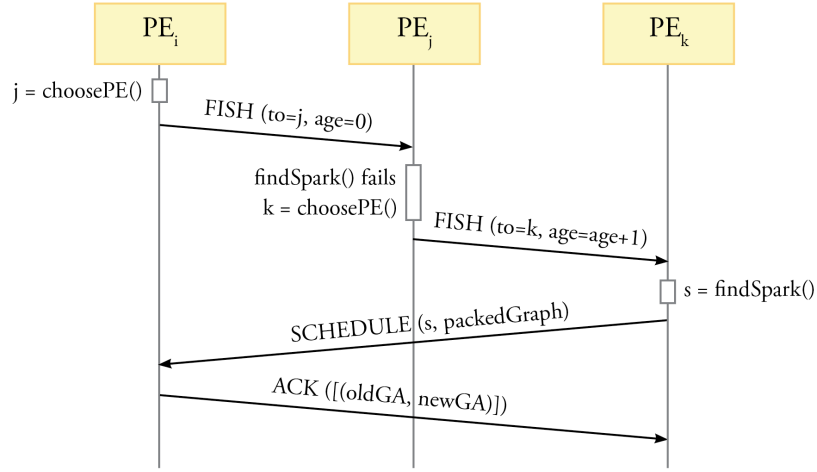 PEi
PEj
PEk
j = choosePE()
FISH (to=j, age=0)
findSpark() fails
k = choosePE()
FISH (to=k, age=age+1)
s = findSpark()
SCHEDULE (s, packedGraph)
ACK ([(oldGA, newGA)])